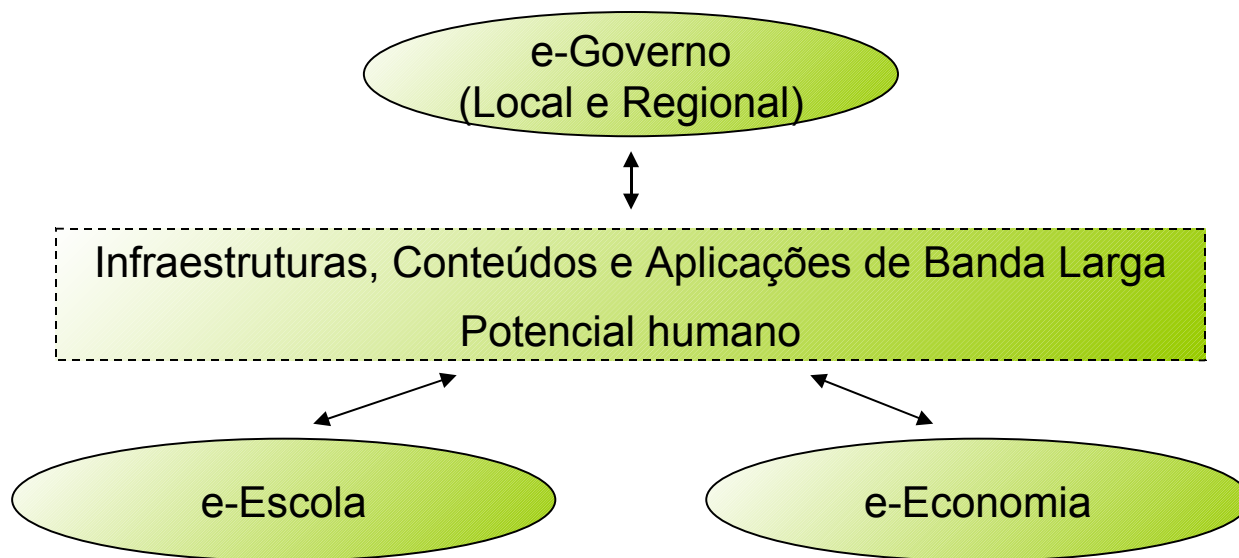 e-Governo
(Local e Regional)
Infraestruturas, Conteúdos e Aplicações de Banda Larga
Potencial humano
e-Escola
e-Economia